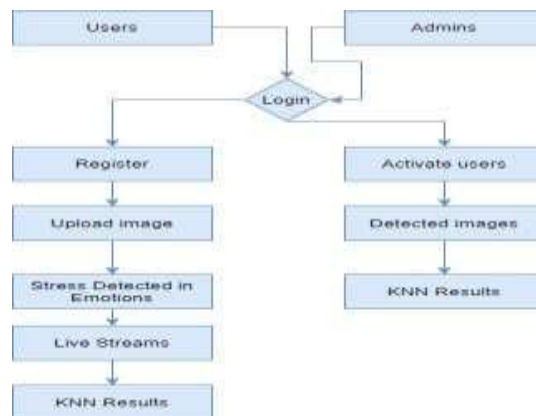 Users
Admins
Login
Register
Activate users
Upload image
Detected images
Stress Detected in
Emotions
KNN Results
Live Streams
KNN Results